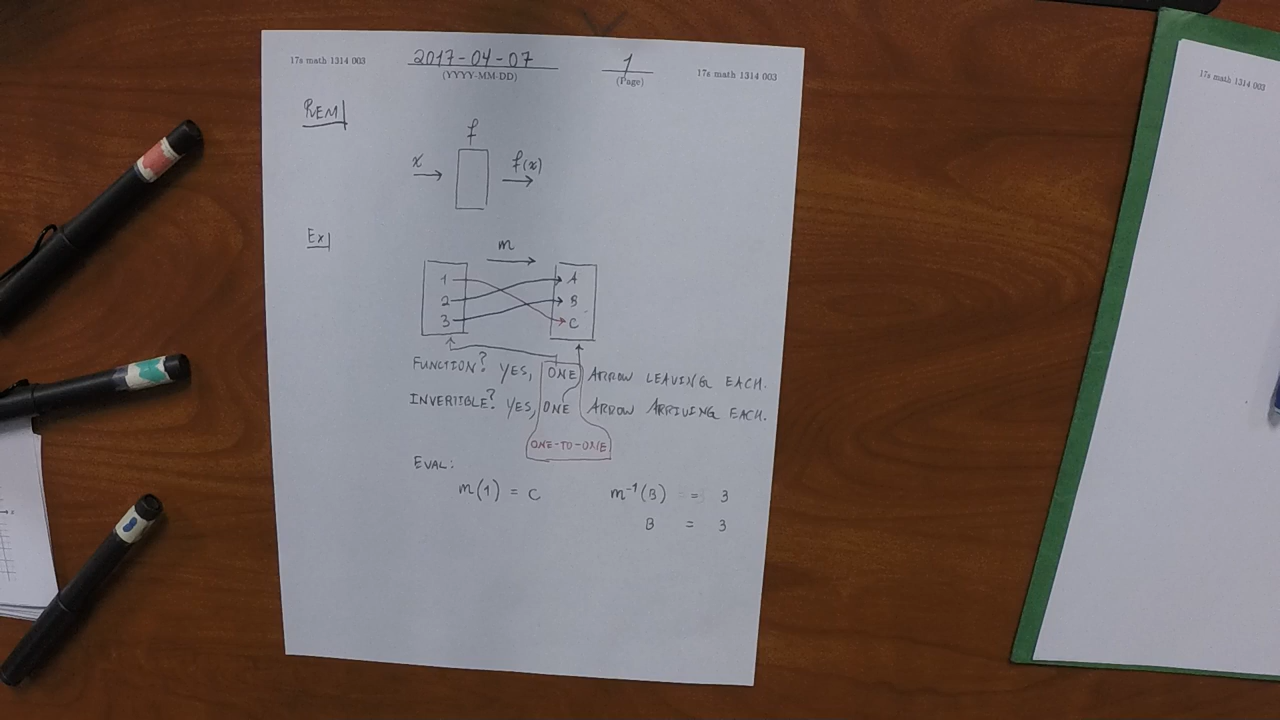 17s math 1314 003 2017-04-07 1 17s math 1314 003
(YYYY-MM-DD) (Page)
REM
f
x f(x)
Ex
m
1 A
2 B
3 C
FUNCTION? YES, ONE ARROW LEAVING EACH.
INVERTIBLE? YES, ONE ARROW ARRIVING EACH.
ONE-TO-ONE
EVAL:
m(1) = C m⁻¹(B) = 3
B = 3
17s math 1314 003